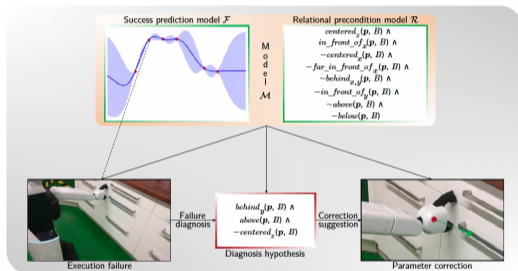 Success prediction model F
Relational precondition model R
Model
M
centered_z(p, B) ∧
in_front_of_x(p, B) ∧
−centered_x(p, B) ∧
−far_in_front_of_x(p, B) ∧
~behind_x,y(p, B) ∧
−in_front_of_y(p, B) ∧
~above(p, B) ∧
−below(p, B)
Failure
diagnosis
behind_y(p, B) ∧
above(p, B) ∧
−centered_z(p, B)
Correction
suggestion
Execution failure
Diagnosis hypothesis
Parameter correction